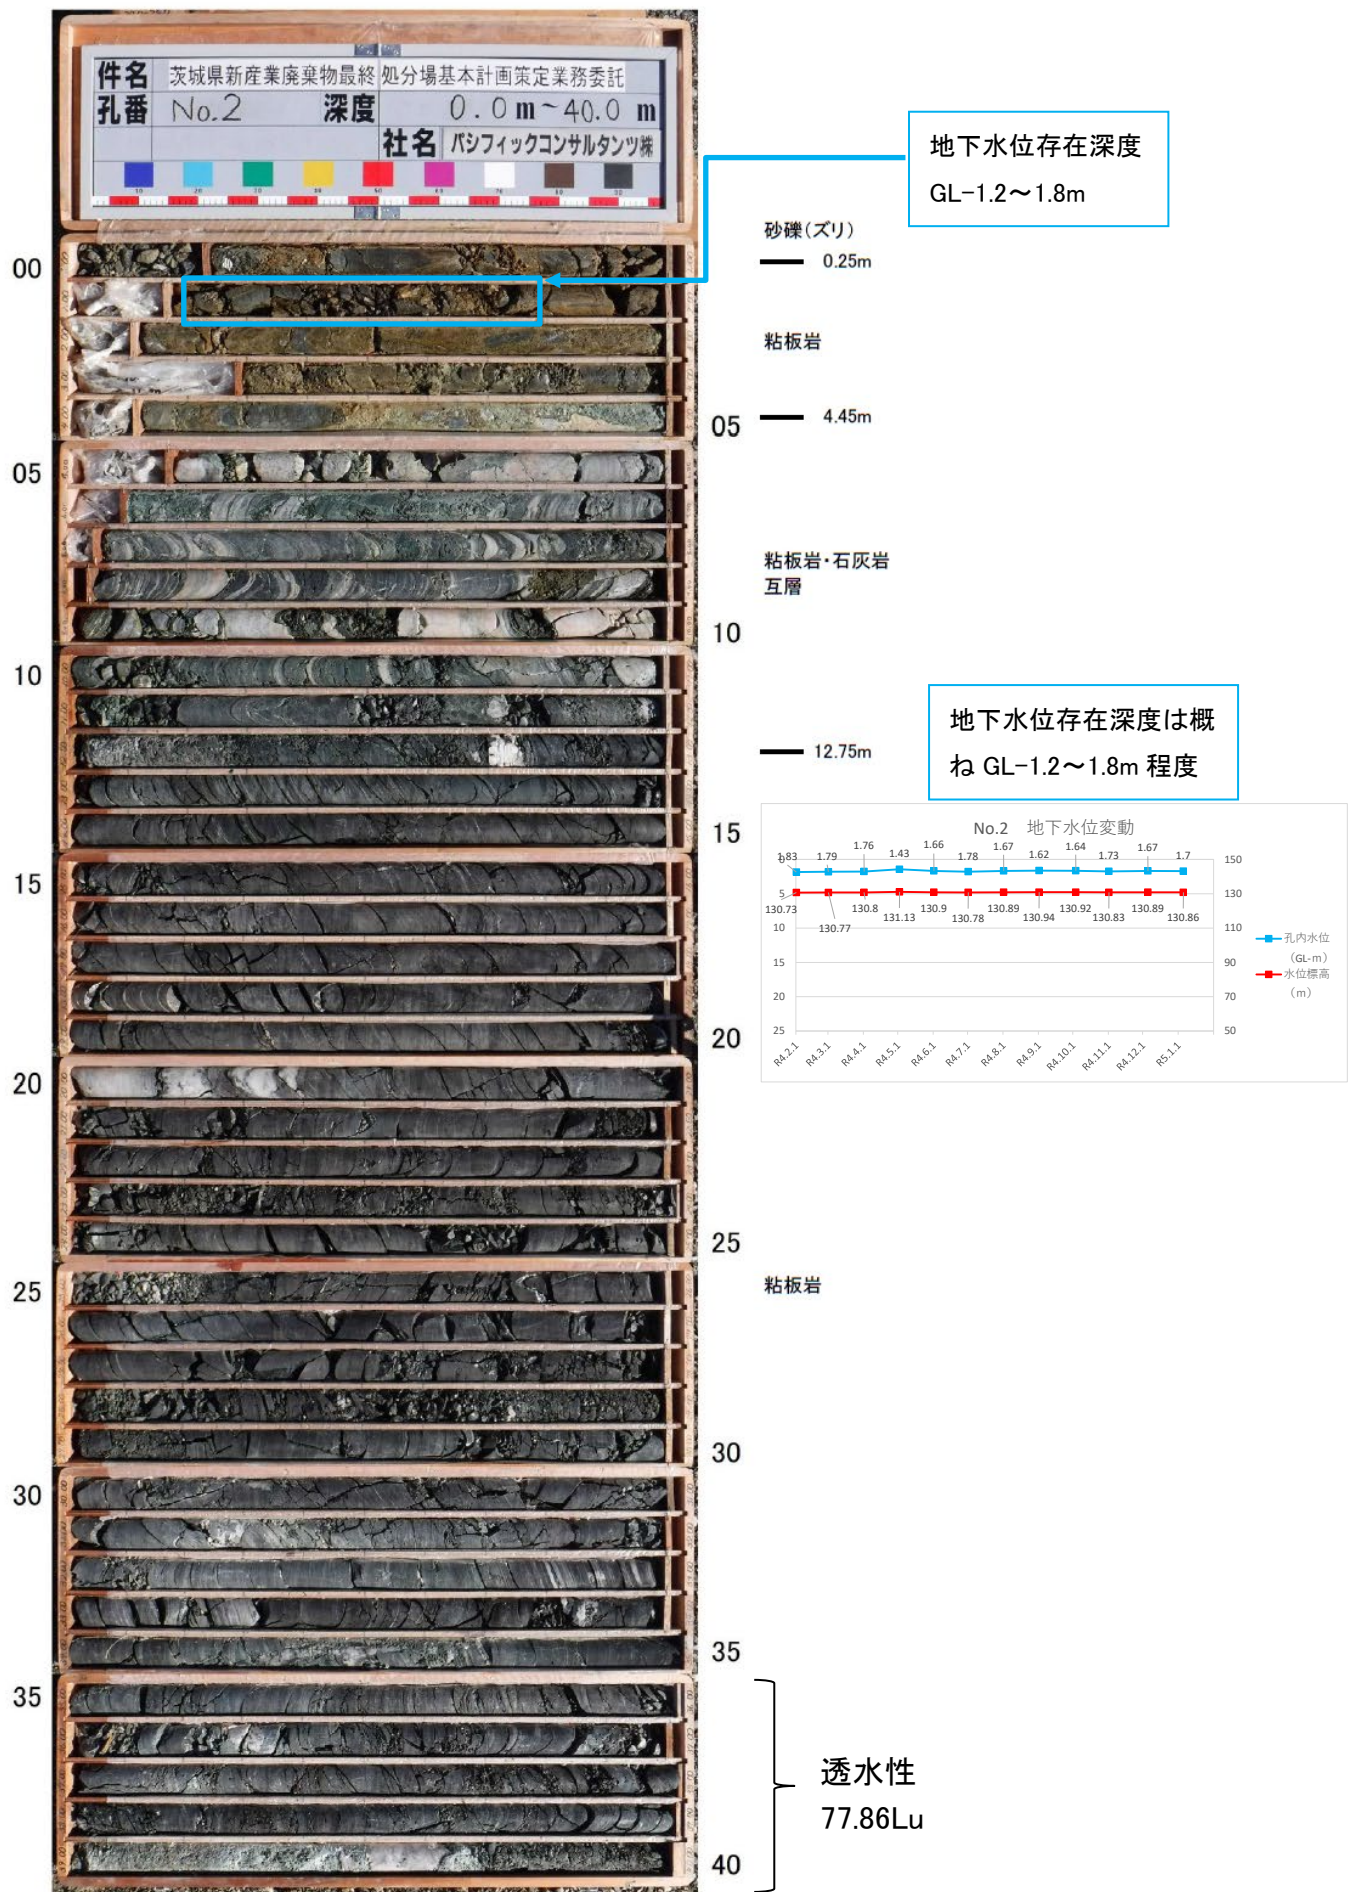 件名 茨城県新産業廃棄物最終処分場基本計画策定業務委託
孔番 No.2 深度 0.0m~40.0m
社名 パシフィックコンサルタンツ㈱
地下水位存在深度
GL-1.2～1.8m
砂礫(ズリ)
00
0.25m
粘板岩
05
4.45m
05
粘板岩・石灰岩
互層
10
10
地下水位存在深度は概
ね GL-1.2～1.8m 程度
12.75m
15
No.2 地下水位変動
1.83 1.79 1.76 1.43 1.66 1.78 1.67 1.62 1.64 1.73 1.67 1.7
130.73 130.77 130.8 131.13 130.9 130.78 130.89 130.94 130.92 130.83 130.89 130.86
0 5 10 15 20 25
150 130 110 90 70 50
孔内水位
(GL-m)
水位標高
(m)
R4.2.1 R4.3.1 R4.4.1 R4.5.1 R4.6.1 R4.7.1 R4.8.1 R4.9.1 R4.10.1 R4.11.1 R4.12.1 R5.1.1
15
20
20
25
25
粘板岩
30
30
35
35
透水性
77.86Lu
40